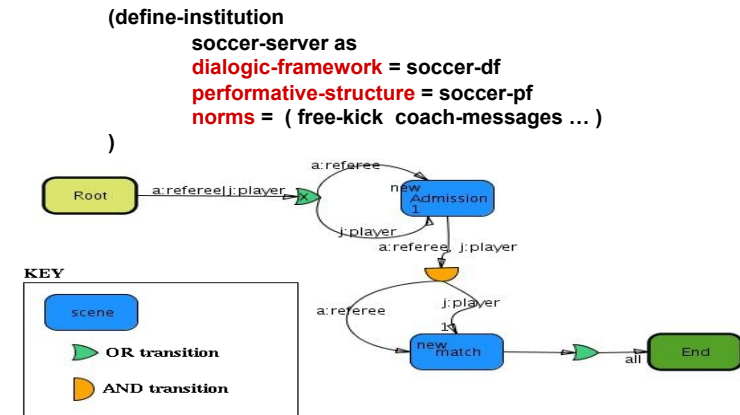 (define-institution
soccer-server as
dialogic-framework = soccer-df
performative-structure = soccer-pf
norms = ( free-kick coach-messages … )
)
a:referee
Root
a:referee|j:player
x
new
Admission
1
j:player
a:referee, j:player
KEY
scene
OR transition
AND transition
a:referee
j:player
1
new
match
all
End